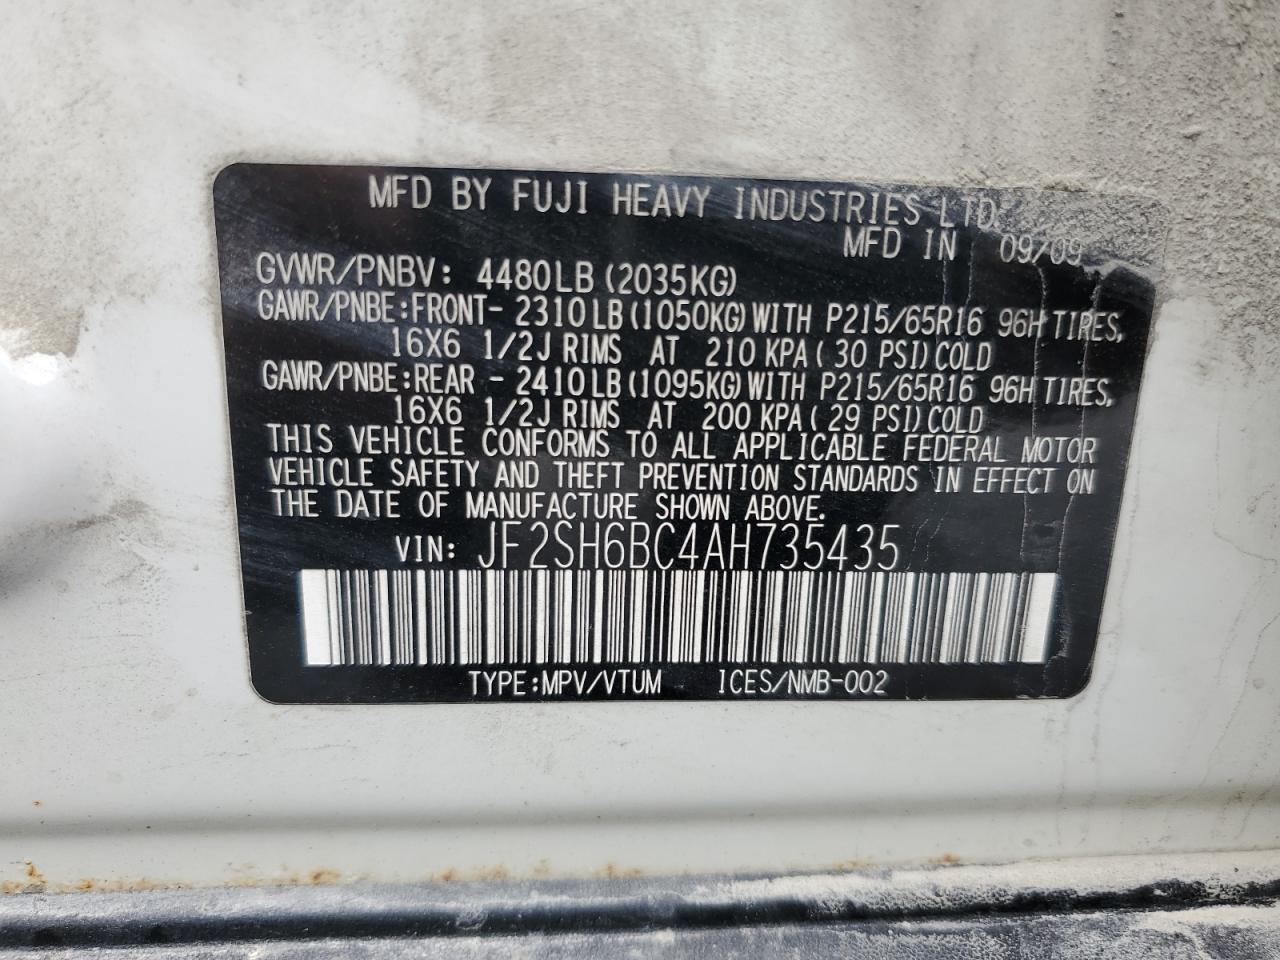 MFD BY FUJI HEAVY INDUSTRIES LTD.
MFD IN 09/09
GVWR/PNBV: 4480LB (2035KG)
GAWR/PNBE:FRONT- 2310LB(1050KG)WITH P215/65R16 96H TIRES,
16X6 1/2J RIMS AT 210 KPA( 30 PSI)COLD
GAWR/PNBE:REAR - 2410LB(1095KG)WITH P215/65R16 96H TIRES,
16X6 1/2J RIMS AT 200 KPA( 29 PSI)COLD
THIS VEHICLE CONFORMS TO ALL APPLICABLE FEDERAL MOTOR
VEHICLE SAFETY AND THEFT PREVENTION STANDARDS IN EFFECT ON
THE DATE OF MANUFACTURE SHOWN ABOVE.
VIN: JF2SH6BC4AH735435
TYPE:MPV/VTUM ICES/NMB-002